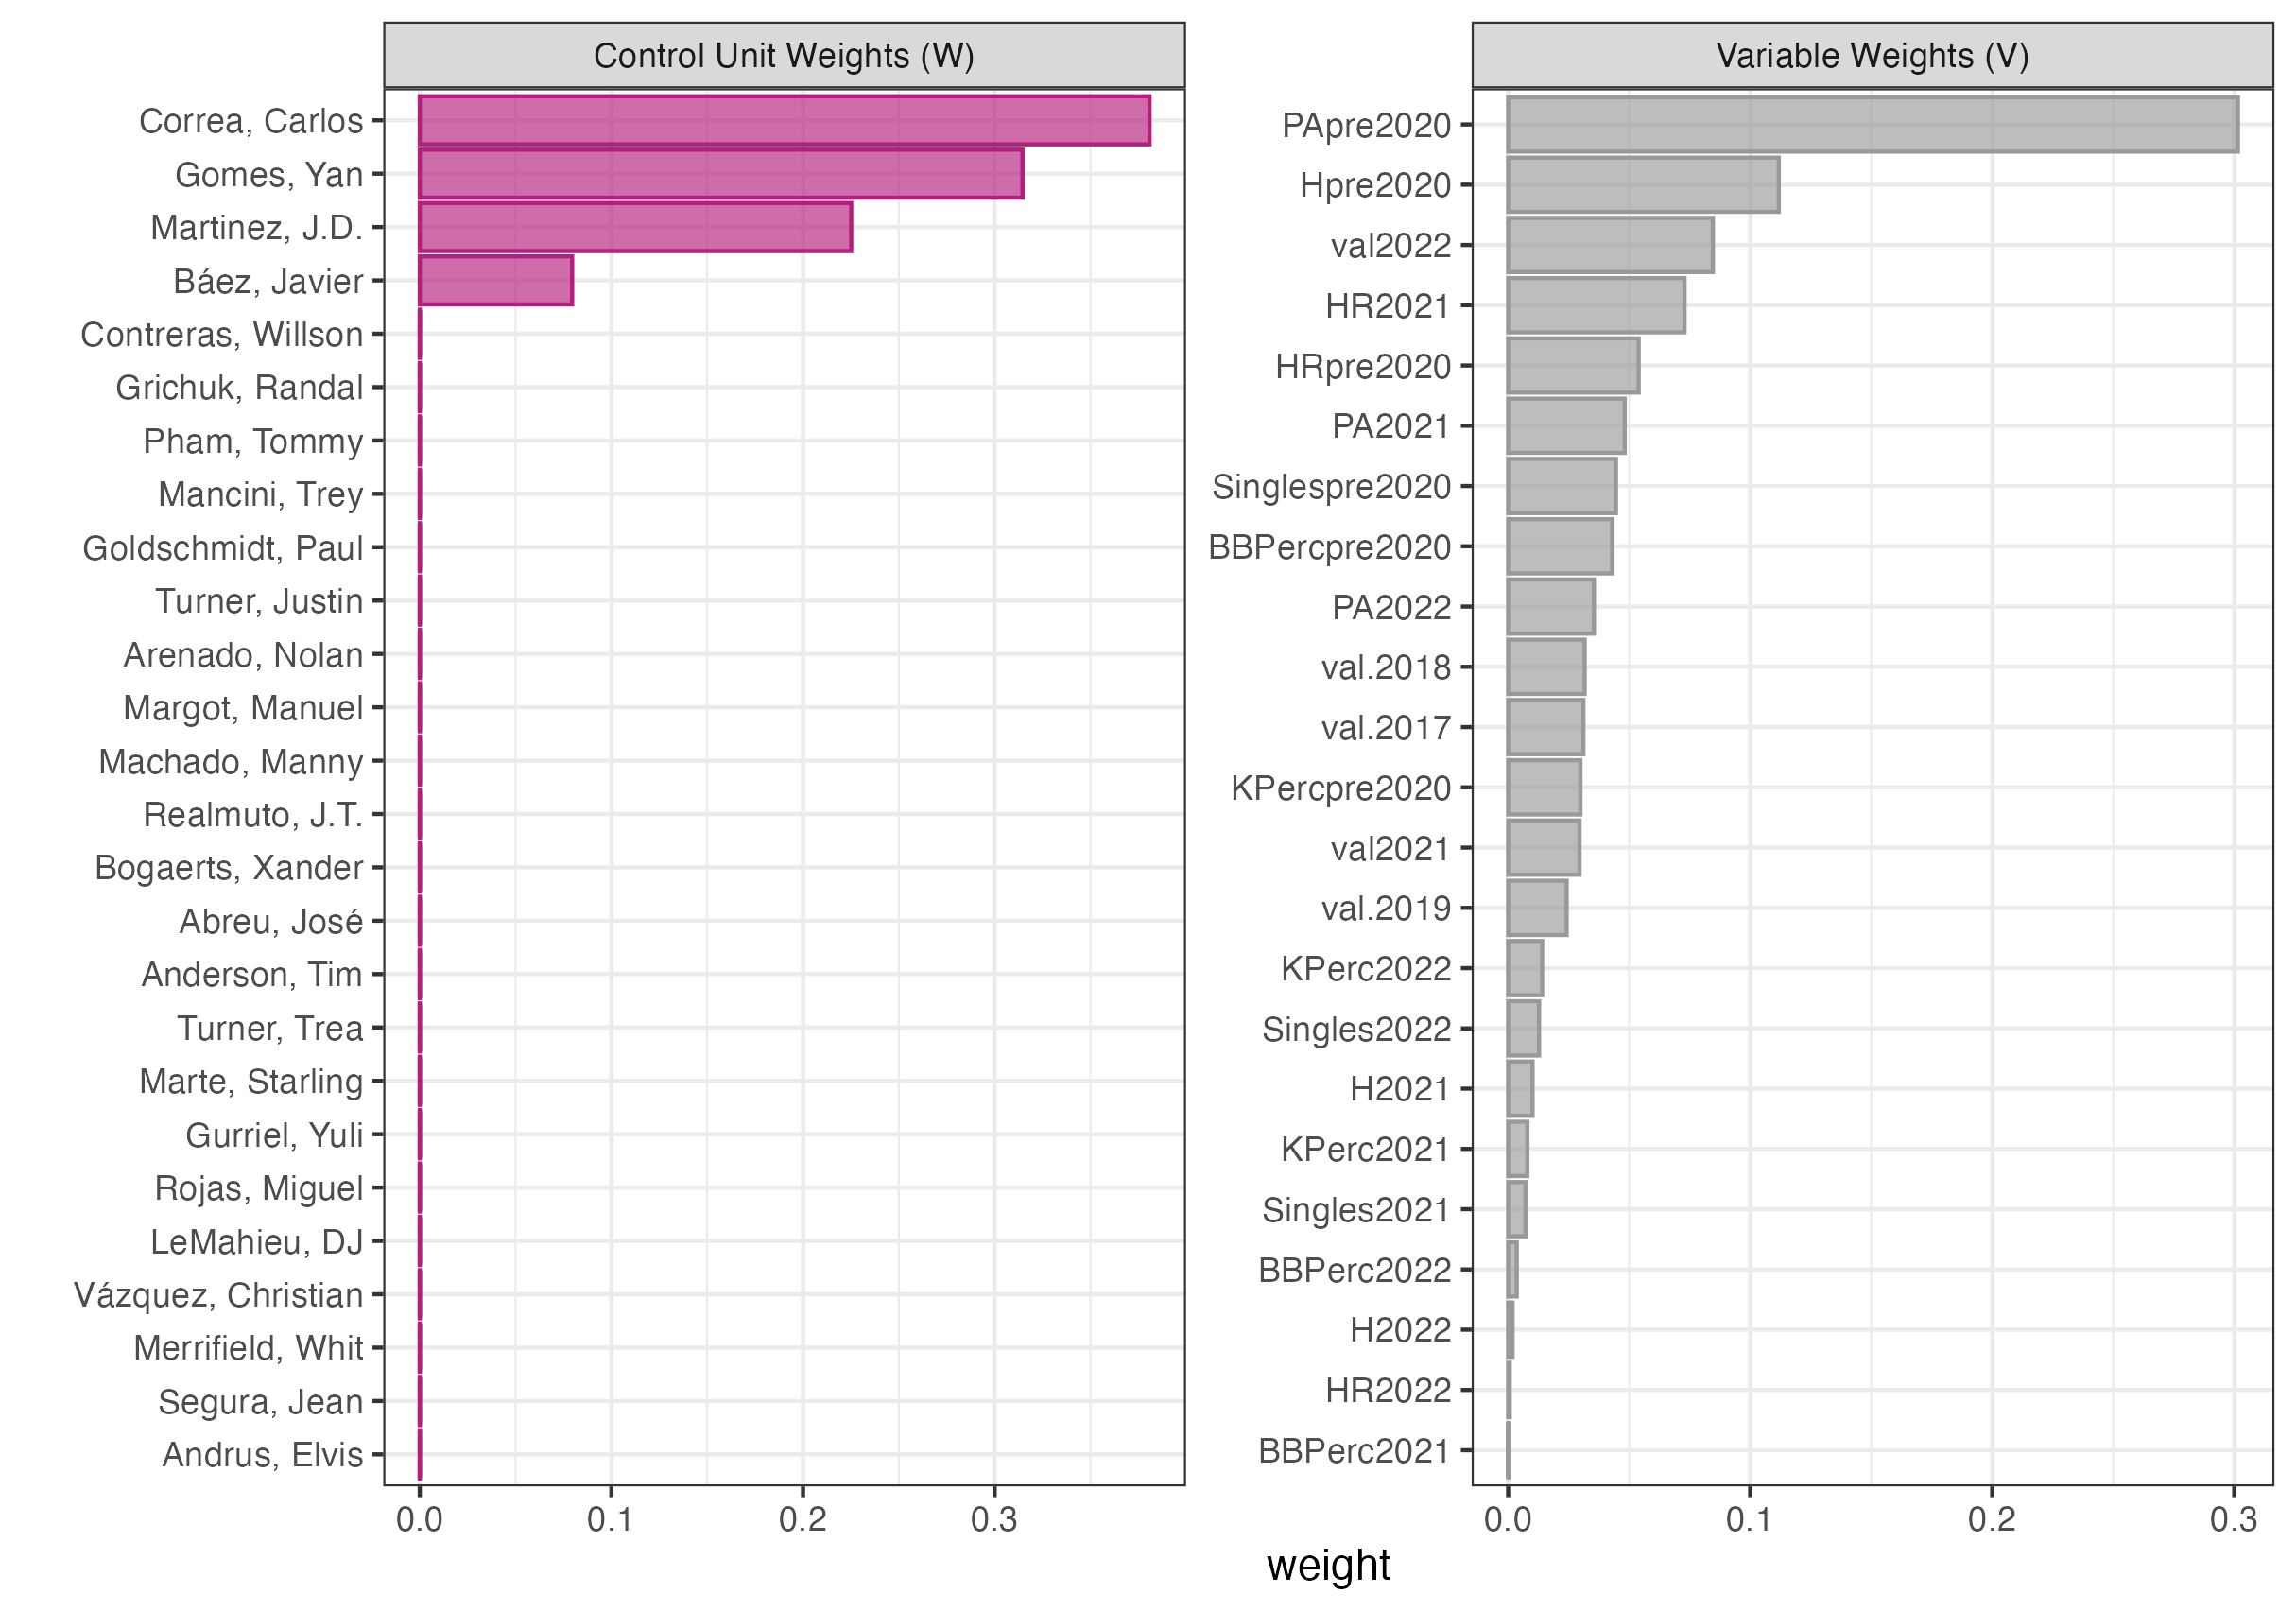 Control Unit Weights (W)
Correa, Carlos
Gomes, Yan
Martinez, J.D.
Báez, Javier
Contreras, Willson
Grichuk, Randal
Pham, Tommy
Mancini, Trey
Goldschmidt, Paul
Turner, Justin
Arenado, Nolan
Margot, Manuel
Machado, Manny
Realmuto, J.T.
Bogaerts, Xander
Abreu, José
Anderson, Tim
Turner, Trea
Marte, Starling
Gurriel, Yuli
Rojas, Miguel
LeMahieu, DJ
Vázquez, Christian
Merrifield, Whit
Segura, Jean
Andrus, Elvis
0.0 0.1 0.2 0.3
Variable Weights (V)
PApre2020
Hpre2020
val2022
HR2021
HRpre2020
PA2021
Singlespre2020
BBPercpre2020
PA2022
val.2018
val.2017
KPercpre2020
val2021
val.2019
KPerc2022
Singles2022
H2021
KPerc2021
Singles2021
BBPerc2022
H2022
HR2022
BBPerc2021
0.0 0.1 0.2 0.3
weight